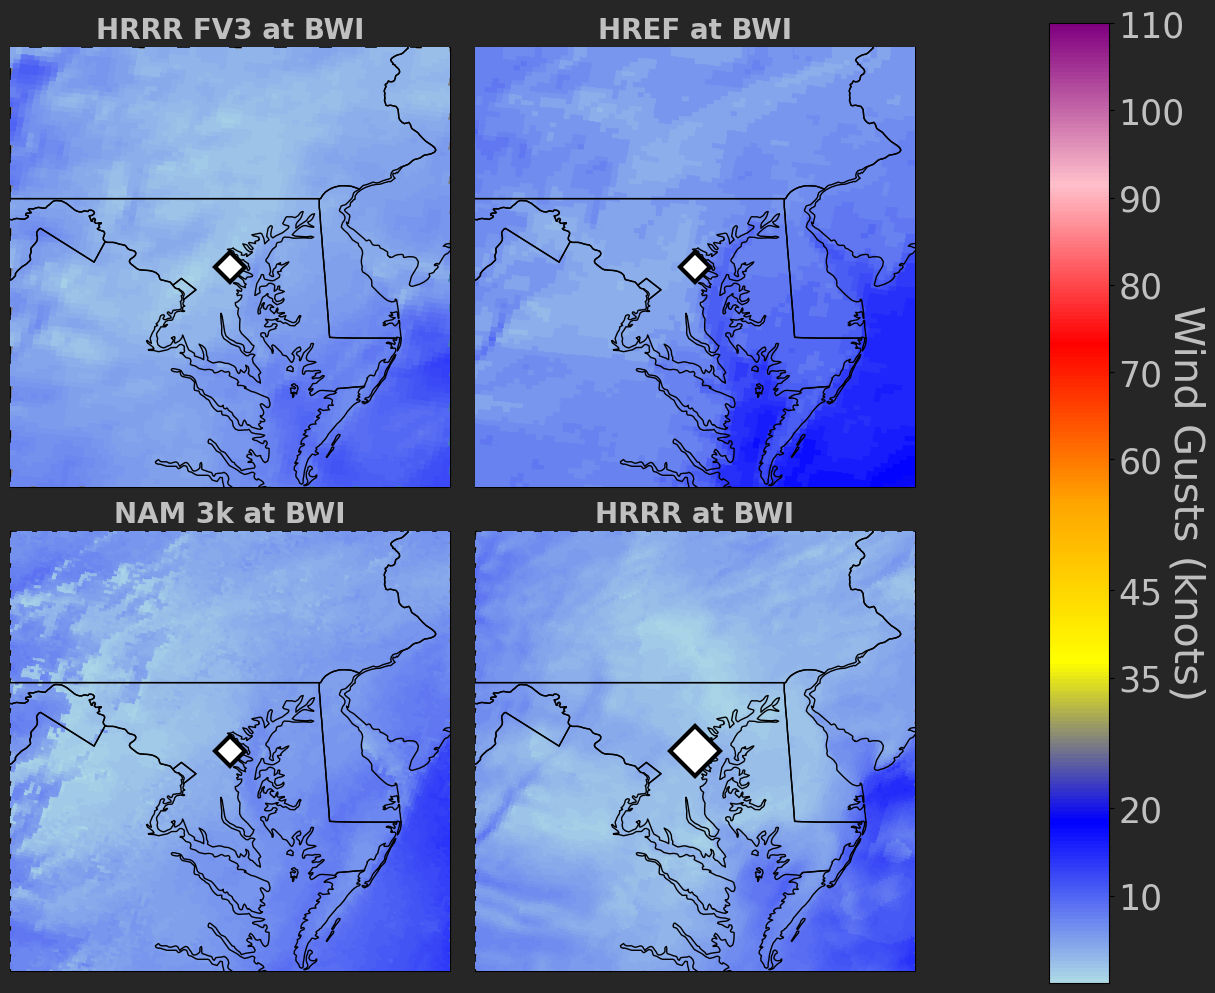 HRRR FV3 at BWI
HREF at BWI
NAM 3k at BWI
HRRR at BWI
110
100
90
80
70
60
45
35
20
10
Wind Gusts (knots)